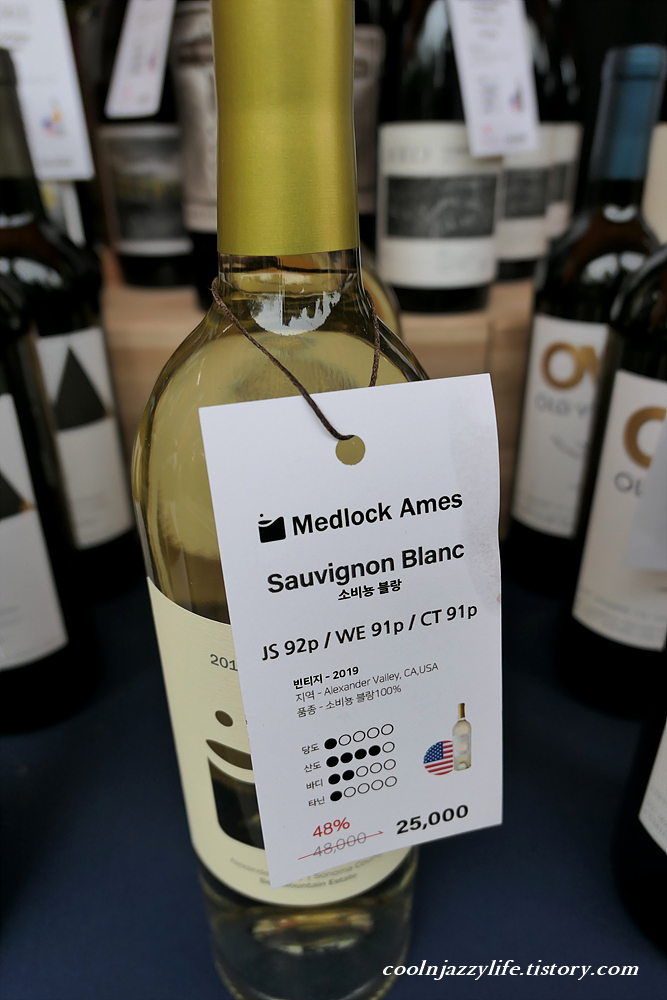 Medlock Ames
Sauvignon Blanc
소비뇽 블랑
JS 92p / WE 91p / CT 91p
빈티지 - 2019
지역 - Alexander Valley, CA,USA
품종 - 소비뇽 블랑100%
당도
산도
바디
타닌
48%
48,000
25,000
201
coolnjazzylife.tistory.com